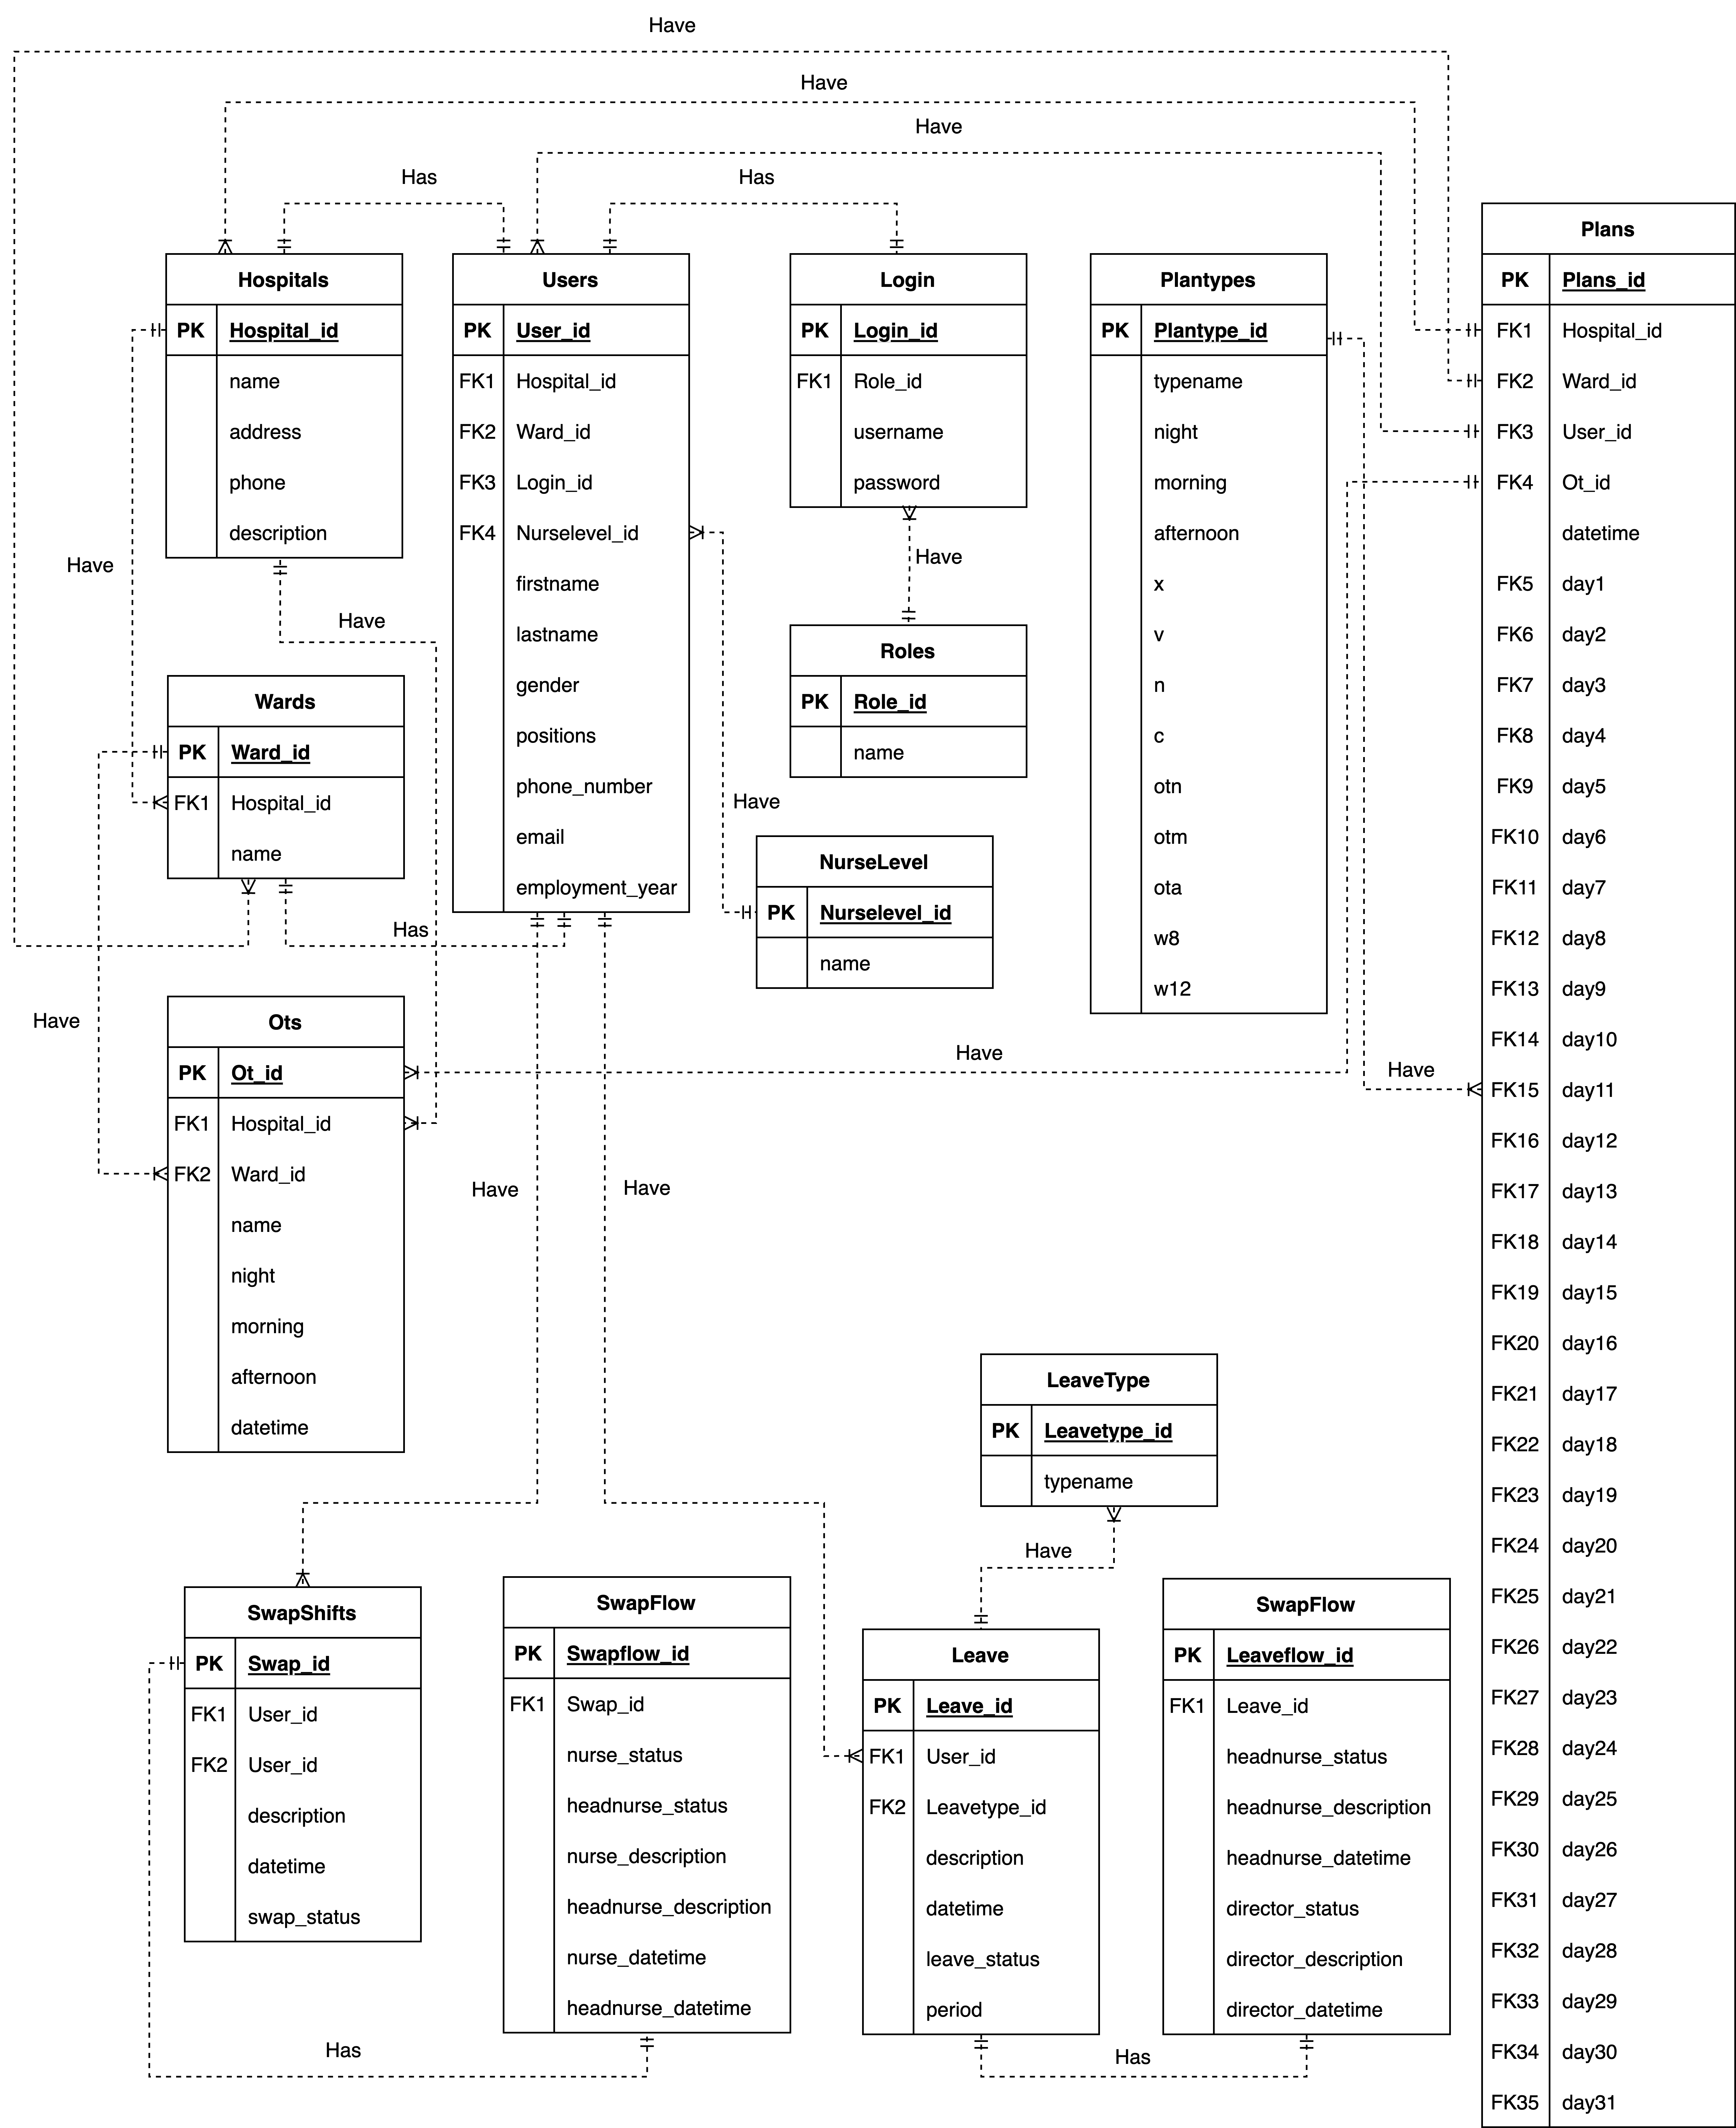 Have
Have
Have
Has
Has
Hospitals
PK Hospital_id
name
address
phone
description
Users
PK User_id
FK1 Hospital_id
FK2 Ward_id
FK3 Login_id
FK4 Nurselevel_id
firstname
lastname
gender
positions
phone_number
email
employment_year
Login
PK Login_id
FK1 Role_id
username
password
Have
Roles
PK Role_id
name
Have
NurseLevel
PK Nurselevel_id
name
Plantypes
PK Plantype_id
typename
night
morning
afternoon
x
v
n
c
otn
otm
ota
w8
w12
Plans
PK Plans_id
FK1 Hospital_id
FK2 Ward_id
FK3 User_id
FK4 Ot_id
datetime
FK5 day1
FK6 day2
FK7 day3
FK8 day4
FK9 day5
FK10 day6
FK11 day7
FK12 day8
FK13 day9
FK14 day10
FK15 day11
FK16 day12
FK17 day13
FK18 day14
FK19 day15
FK20 day16
FK21 day17
FK22 day18
FK23 day19
FK24 day20
FK25 day21
FK26 day22
FK27 day23
FK28 day24
FK29 day25
FK30 day26
FK31 day27
FK32 day28
FK33 day29
FK34 day30
FK35 day31
Have
Have
Wards
PK Ward_id
FK1 Hospital_id
name
Has
Have
Ots
PK Ot_id
FK1 Hospital_id
FK2 Ward_id
name
night
morning
afternoon
datetime
Have
Have
Have
Have
LeaveType
PK Leavetype_id
typename
Have
SwapShifts
PK Swap_id
FK1 User_id
FK2 User_id
description
datetime
swap_status
SwapFlow
PK Swapflow_id
FK1 Swap_id
nurse_status
headnurse_status
nurse_description
headnurse_description
nurse_datetime
headnurse_datetime
Leave
PK Leave_id
FK1 User_id
FK2 Leavetype_id
description
datetime
leave_status
period
SwapFlow
PK Leaveflow_id
FK1 Leave_id
headnurse_status
headnurse_description
headnurse_datetime
director_status
director_description
director_datetime
Has
Has